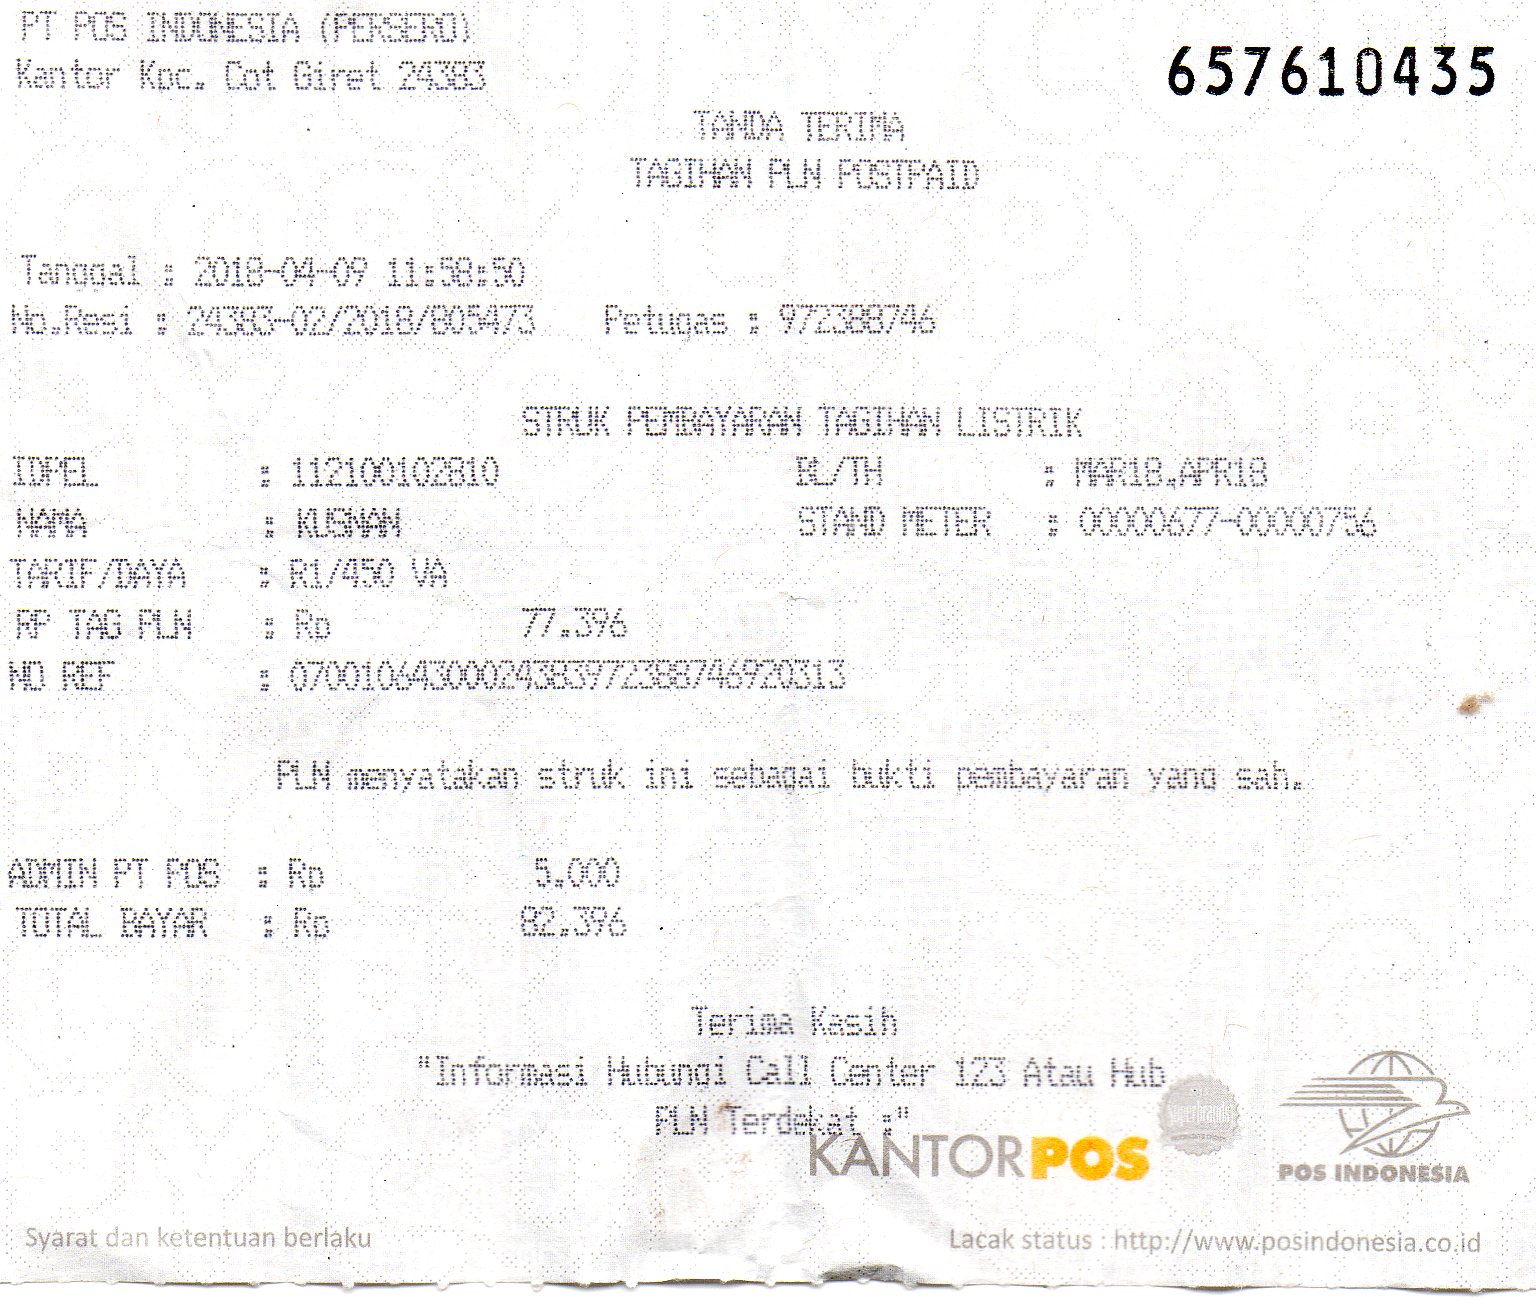 PT POS INDONESIA (PERSERO)
Kantor Kpc. Cot Giret 24383
657610435
TANDA TERIMA
TAGIHAN PLN POSTPAID
Tanggal : 2018-04-09 11:58:50
No.Resi : 24383-02/2018/805473 Petugas : 972388746
STRUK PEMBAYARAN TAGIHAN LISTRIK
IDPEL : 112100102810 BL/TH : MAR18,APR18
NAMA : KUSNAH STAND METER : 00000677-00000756
TARIF/DAYA : R1/450 VA
RP TAG PLN : Rp 77.396
NO REF :
PLN menyatakan struk ini sebagai bukti pembayaran yang sah.
ADMIN PT POS : Rp 5.000
TOTAL BAYAR : Rp 82.396
Terima Kasih
"Informasi Hubungi Call Center 123 Atau Hub
PLN Terdekat :"
KANTORPOS
POS INDONESIA
Syarat dan ketentuan berlaku
Lacak status : http://www.posindonesia.co.id